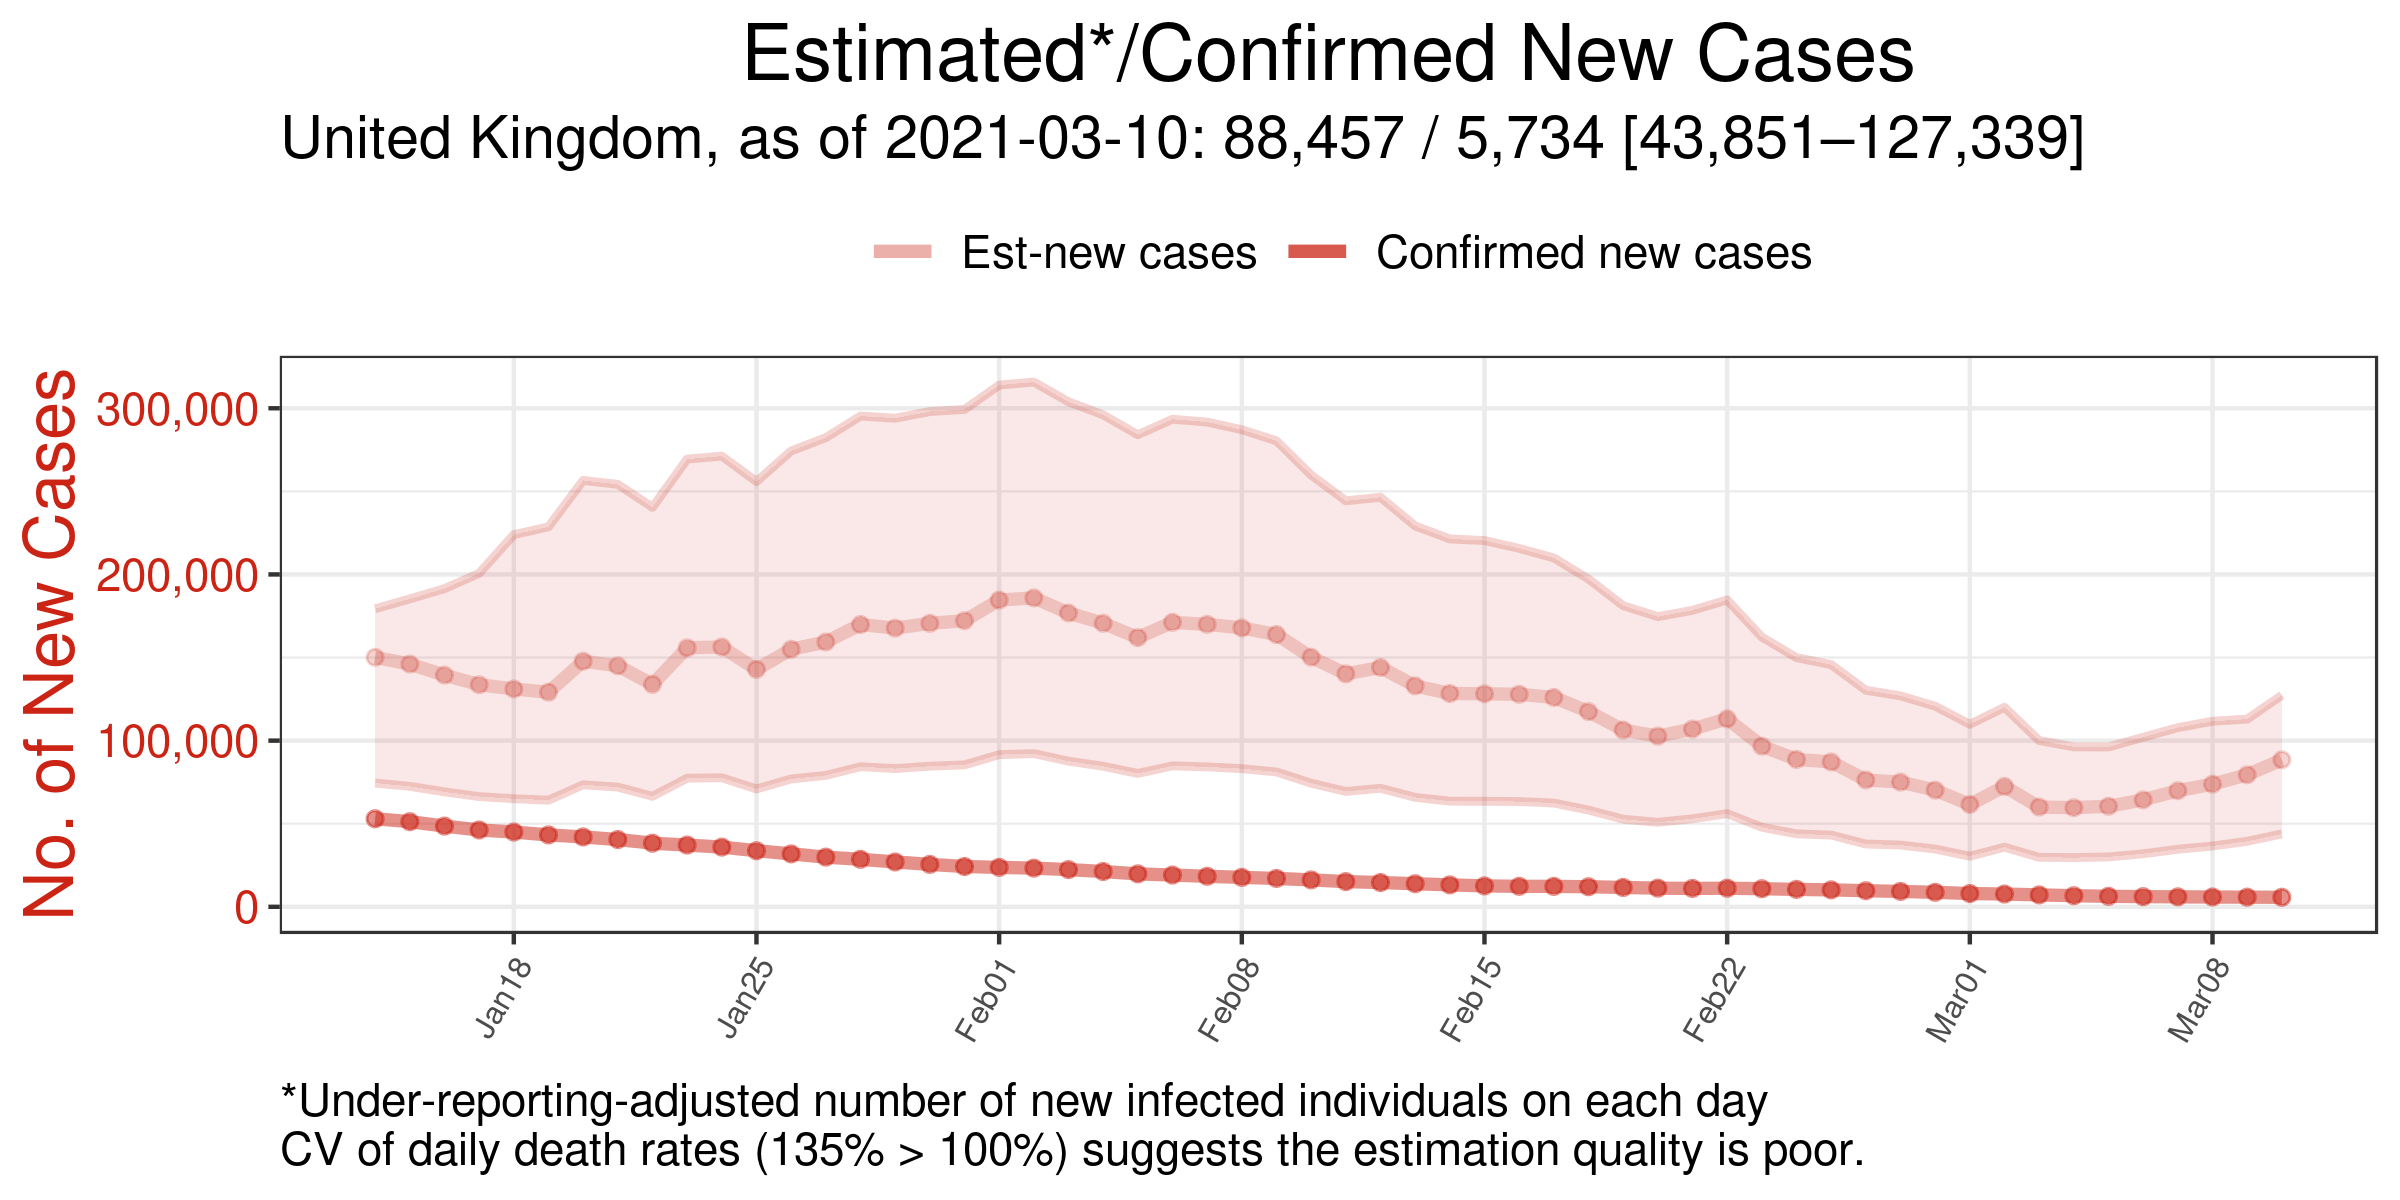 Estimated*/Confirmed New Cases
United Kingdom, as of 2021-03-10: 88,457 / 5,734 [43,851–127,339]
Est-new cases Confirmed new cases
No. of New Cases
300,000
200,000
100,000
0
Jan18 Jan25 Feb01 Feb08 Feb15 Feb22 Mar01 Mar08
*Under-reporting-adjusted number of new infected individuals on each day
CV of daily death rates (135% > 100%) suggests the estimation quality is poor.